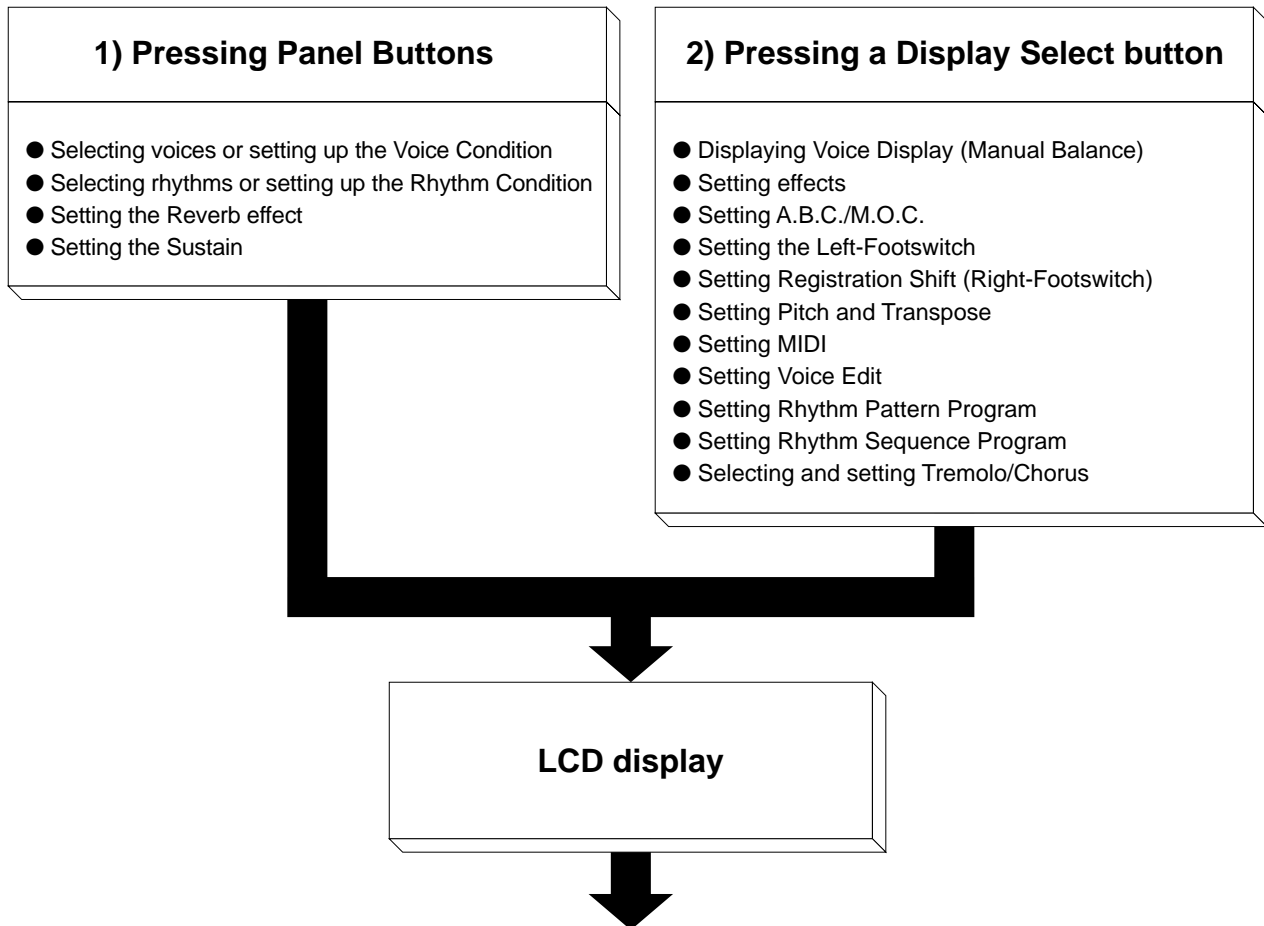 1) Pressing Panel Buttons
● Selecting voices or setting up the Voice Condition
● Selecting rhythms or setting up the Rhythm Condition
● Setting the Reverb effect
● Setting the Sustain
2) Pressing a Display Select button
● Displaying Voice Display (Manual Balance)
● Setting effects
● Setting A.B.C./M.O.C.
● Setting the Left-Footswitch
● Setting Registration Shift (Right-Footswitch)
● Setting Pitch and Transpose
● Setting MIDI
● Setting Voice Edit
● Setting Rhythm Pattern Program
● Setting Rhythm Sequence Program
● Selecting and setting Tremolo/Chorus
LCD display